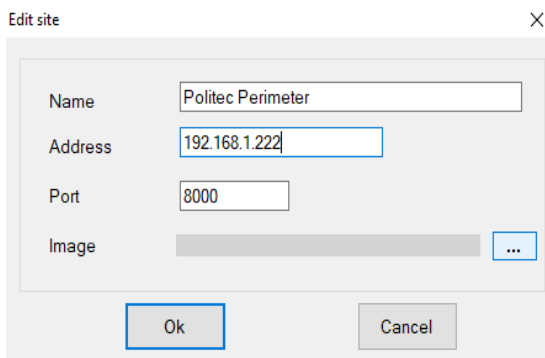 Edit site
Name Politec Perimeter
Address 192.168.1.222
Port 8000
Image ...
Ok Cancel